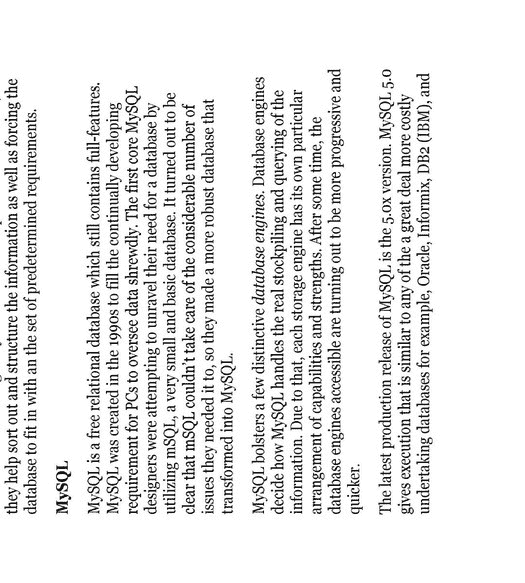 they help sort out and structure the information as well as forcing the
database to fit in with an the set of predetermined requirements.
MySQL
MySQL is a free relational database which still contains full-features.
MySQL was created in the 1990s to fill the continually developing
requirement for PCs to oversee data shrewdly. The first core MySQL
designers were attempting to unravel their need for a database by
utilizing mSQL, a very small and basic database. It turned out to be
clear that mSQL couldn't take care of the considerable number of
issues they needed it to, so they made a more robust database that
transformed into MySQL.
MySQL bolsters a few distinctive database engines. Database engines
decide how MySQL handles the real stockpiling and querying of the
information. Due to that, each storage engine has its own particular
arrangement of capabilities and strengths. After some time, the
database engines accessible are turning out to be more progressive and
quicker.
The latest production release of MySQL is the 5.0x version. MySQL 5.0
gives execution that is similar to any of the a great deal more costly
undertaking databases for example, Oracle, Informix, DB2 (IBM), and